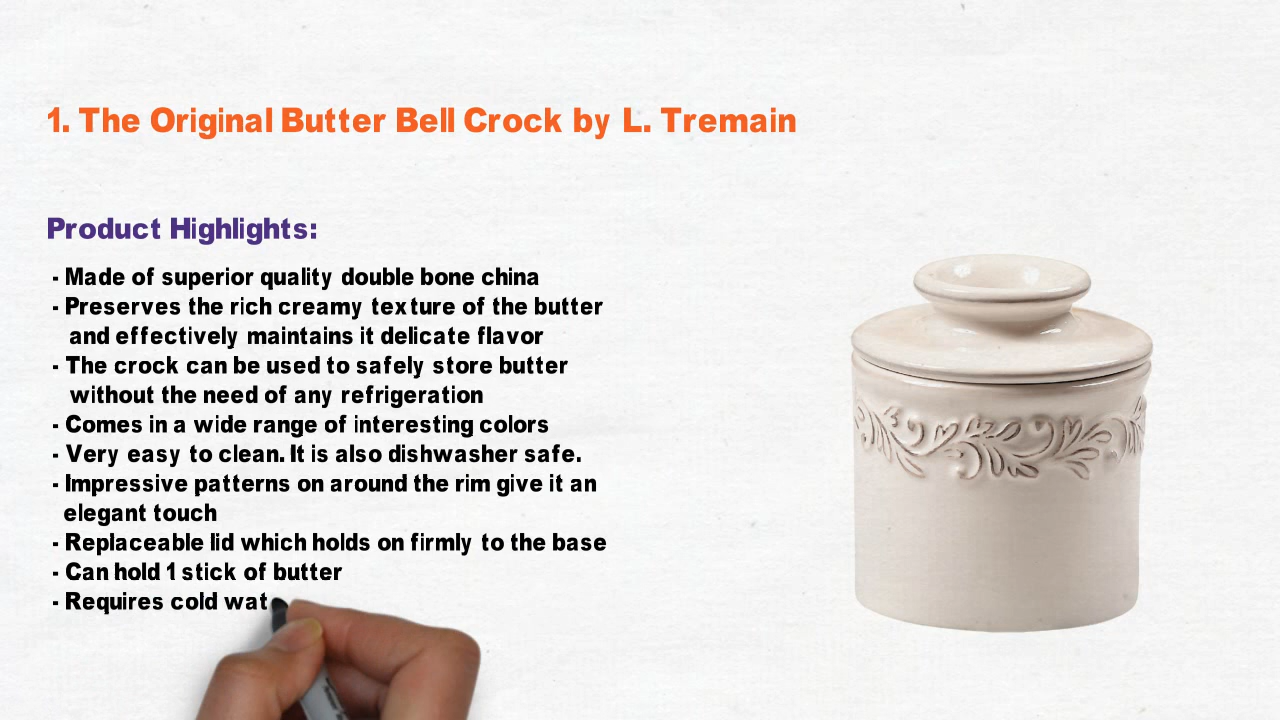 1. The Original Butter Bell Crock by L. Tremain
Product Highlights:
- Made of superior quality double bone china
- Preserves the rich creamy texture of the butter
and effectively maintains it delicate flavor
- The crock can be used to safely store butter
without the need of any refrigeration
- Comes in a wide range of interesting colors
- Very easy to clean. It is also dishwasher safe.
- Impressive patterns on around the rim give it an
elegant touch
- Replaceable lid which holds on firmly to the base
- Can hold 1 stick of butter
- Requires cold wat